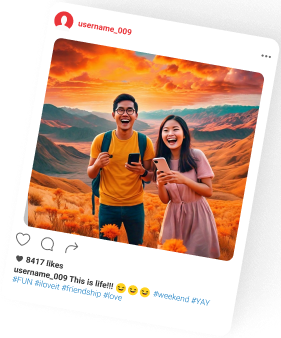 username_009
8417 likes
username_009 This is life!!! 😄😄😄 #weekend #YAY
#FUN #iloveit #friendship #love